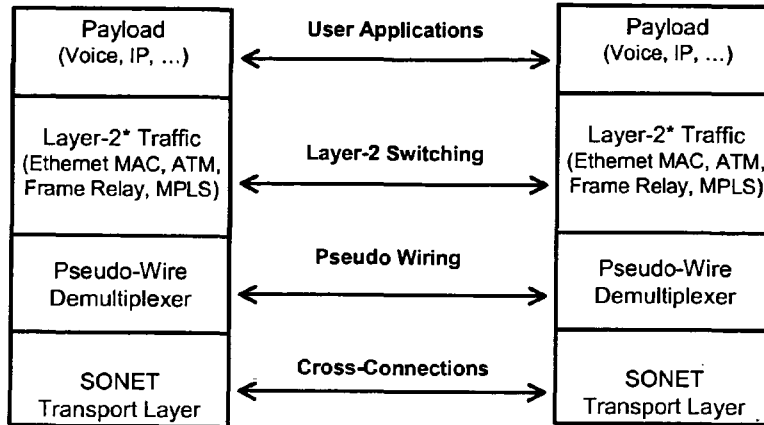 Payload
(Voice, IP, ...)
User Applications
Payload
(Voice, IP, ...)
Layer-2* Traffic
(Ethernet MAC, ATM,
Frame Relay, MPLS)
Layer-2 Switching
Layer-2* Traffic
(Ethernet MAC, ATM,
Frame Relay, MPLS)
Pseudo-Wire
Demultiplexer
Pseudo Wiring
Pseudo-Wire
Demultiplexer
SONET
Transport Layer
Cross-Connections
SONET
Transport Layer